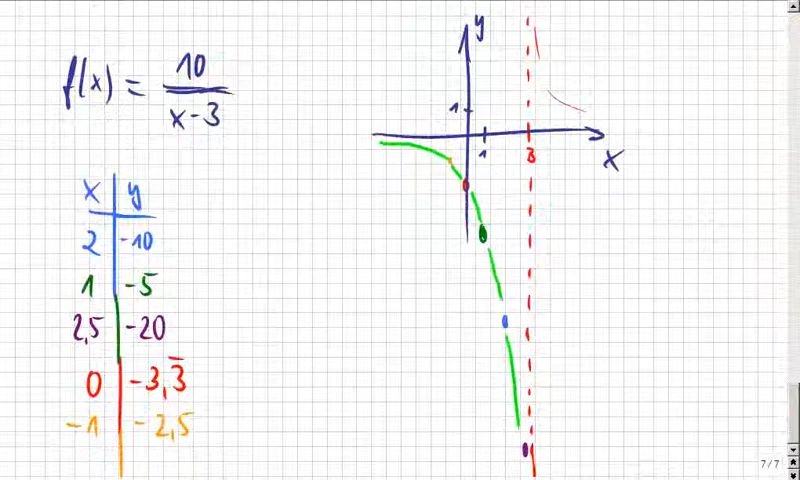 f(x) = 10/(x-3)
x y
2 -10
1 -5
2,5 -20
0 -3,3̅
-1 -2,5
y
1
1
3
x
7/7